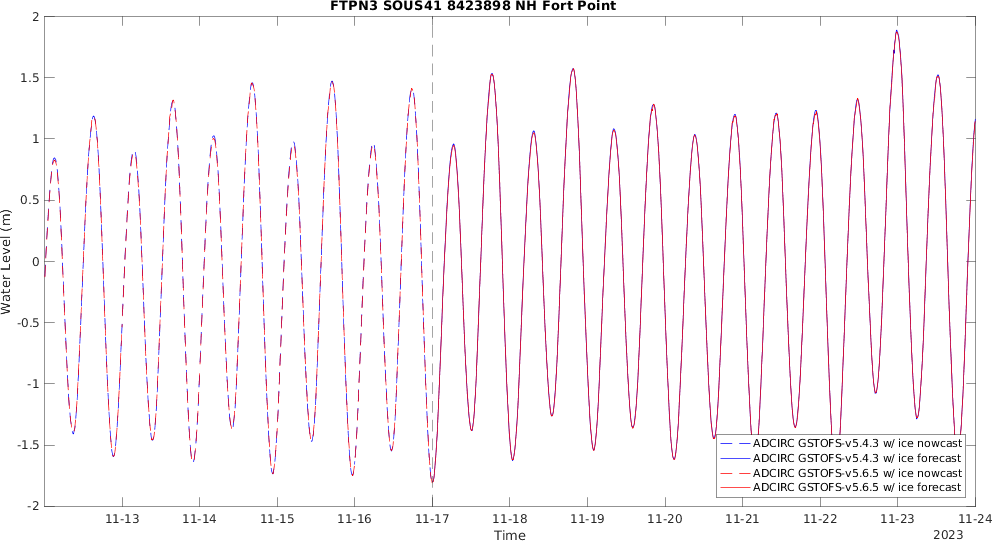 FTPN3 SOUS41 8423898 NH Fort Point
2
1.5
1
0.5
0
-0.5
-1
-1.5
-2
Water Level (m)
ADCIRC GSTOFS-v5.4.3 w/ ice nowcast
ADCIRC GSTOFS-v5.4.3 w/ ice forecast
ADCIRC GSTOFS-v5.6.5 w/ ice nowcast
ADCIRC GSTOFS-v5.6.5 w/ ice forecast
11-13 11-14 11-15 11-16 11-17 11-18 11-19 11-20 11-21 11-22 11-23 11-24
Time
2023